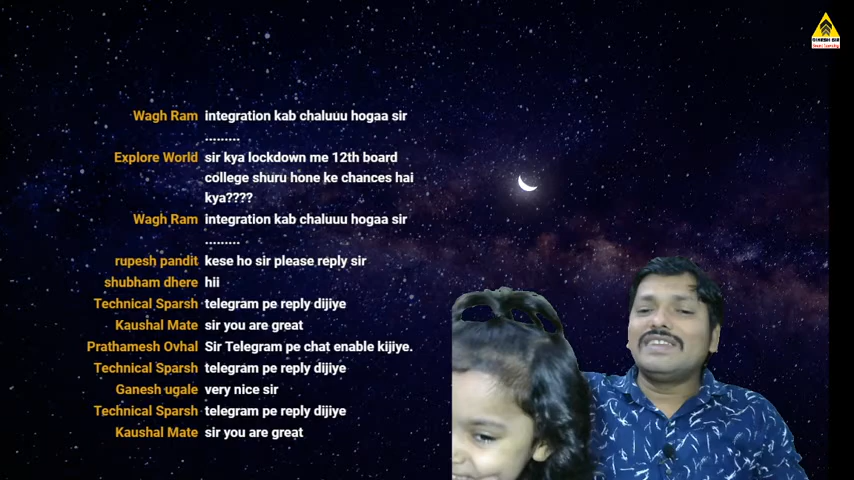 DINESH SIR
Wagh Ram integration kab chaluuu hogaa sir
.........
Explore World sir kya lockdown me 12th board
college shuru hone ke chances hai
kya????
Wagh Ram integration kab chaluuu hogaa sir
.........
rupesh pandit kese ho sir please reply sir
shubham dhere hii
Technical Sparsh telegram pe reply dijiye
Kaushal Mate sir you are great
Prathamesh Ovhal Sir Telegram pe chat enable kijiye.
Technical Sparsh telegram pe reply dijiye
Ganesh ugale very nice sir
Technical Sparsh telegram pe reply dijiye
Kaushal Mate sir you are great